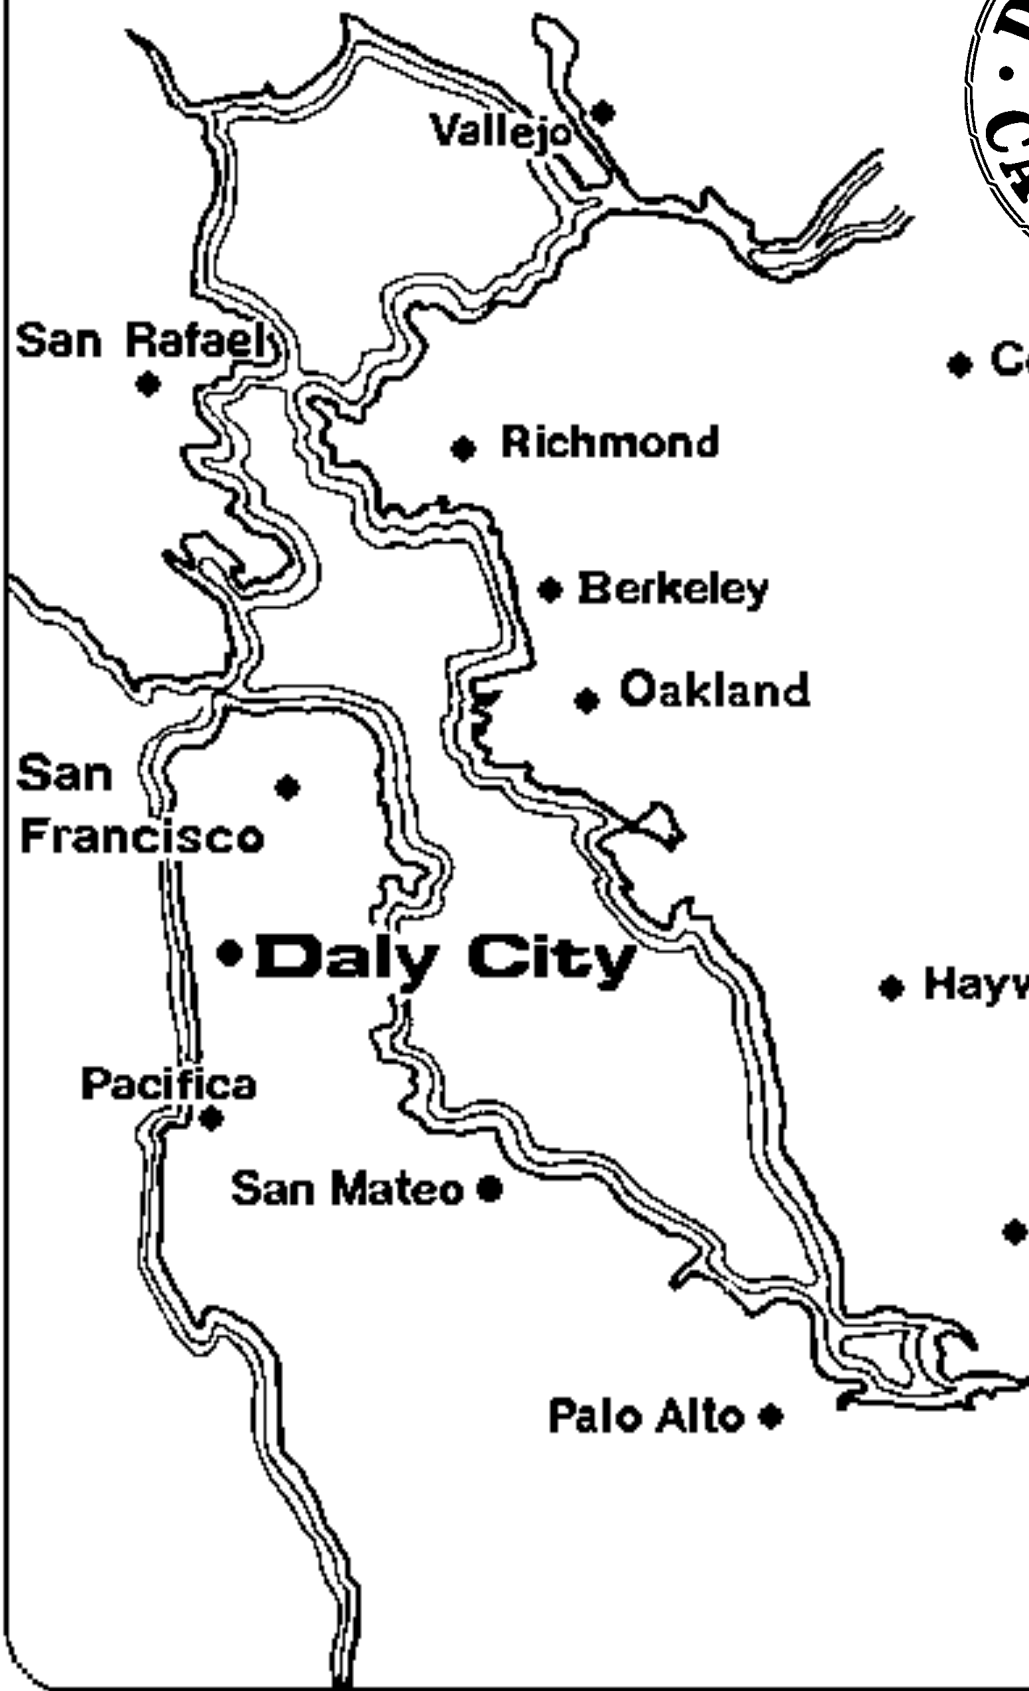 Vallejo
San Rafael
Richmond
Berkeley
Oakland
San
Francisco
Daly City
Pacifica
San Mateo
Palo Alto